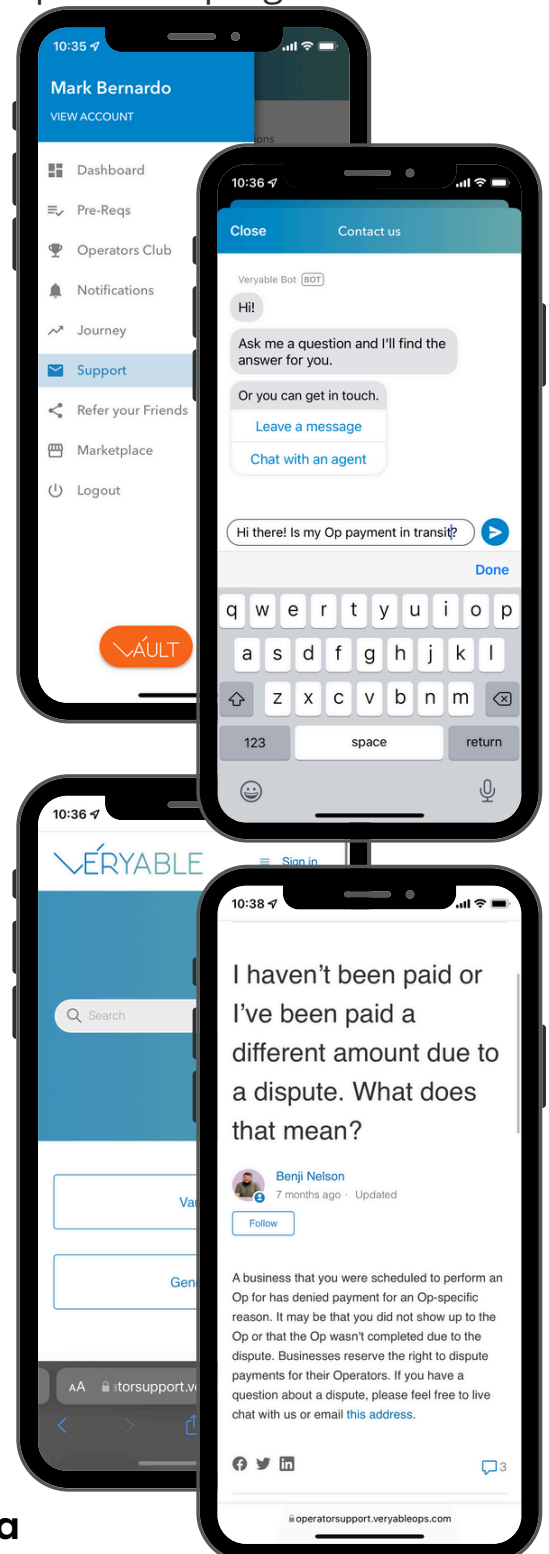 10:35
Mark Bernardo
VIEW ACCOUNT
Dashboard
Pre-Reqs
Operators Club
Notifications
Journey
Support
Refer your Friends
Marketplace
Logout
VÁULT
10:36
Close
Contact us
Veryable Bot BOT
Hi!
Ask me a question and I'll find the
answer for you.
Or you can get in touch.
Leave a message
Chat with an agent
Hi there! Is my Op payment in transit?
Done
q w e r t y u i o p
a s d f g h j k l
z x c v b n m
123 space return
10:36
VÉRYABLE
Sign in
Search
Va
Gen
AA torsupport.v
10:38
I haven't been paid or
I've been paid a
different amount due to
a dispute. What does
that mean?
Benji Nelson
7 months ago · Updated
Follow
A business that you were scheduled to perform an
Op for has denied payment for an Op-specific
reason. It may be that you did not show up to the
Op or that the Op wasn't completed due to the
dispute. Businesses reserve the right to dispute
payments for their Operators. If you have a
question about a dispute, please feel free to live
chat with us or email this address.
3
operatorsupport.veryableops.com
a